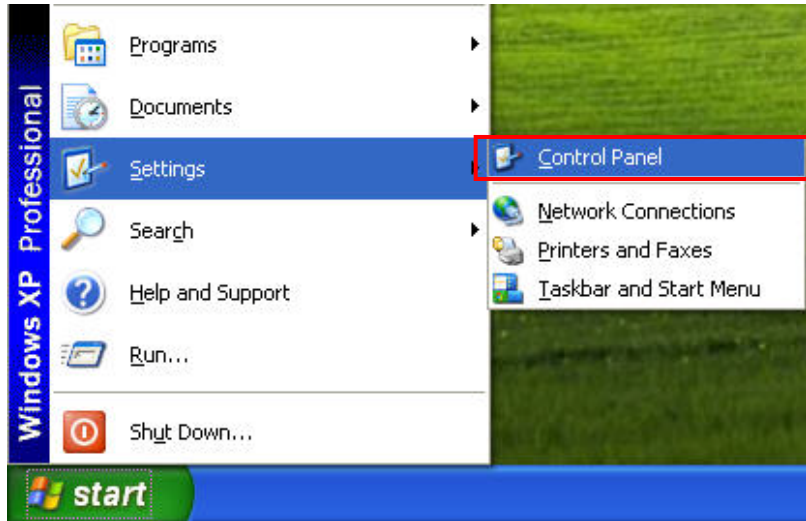 Windows XP Professional
Programs
Documents
Settings
Search
Help and Support
Run...
Shut Down...
Control Panel
Network Connections
Printers and Faxes
Taskbar and Start Menu
start